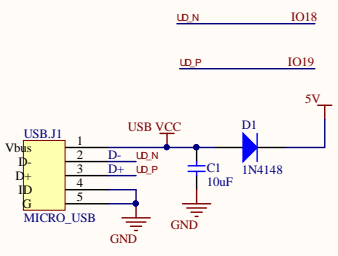 UD_N IO18
UD_P IO19
5V
USB.J1 USB VCC D1
Vbus 1
D- 2 D- UD_N
D+ 3 D+ UD_P
ID 4
G 5
C1
10uF
1N4148
MICRO_USB
GND
GND